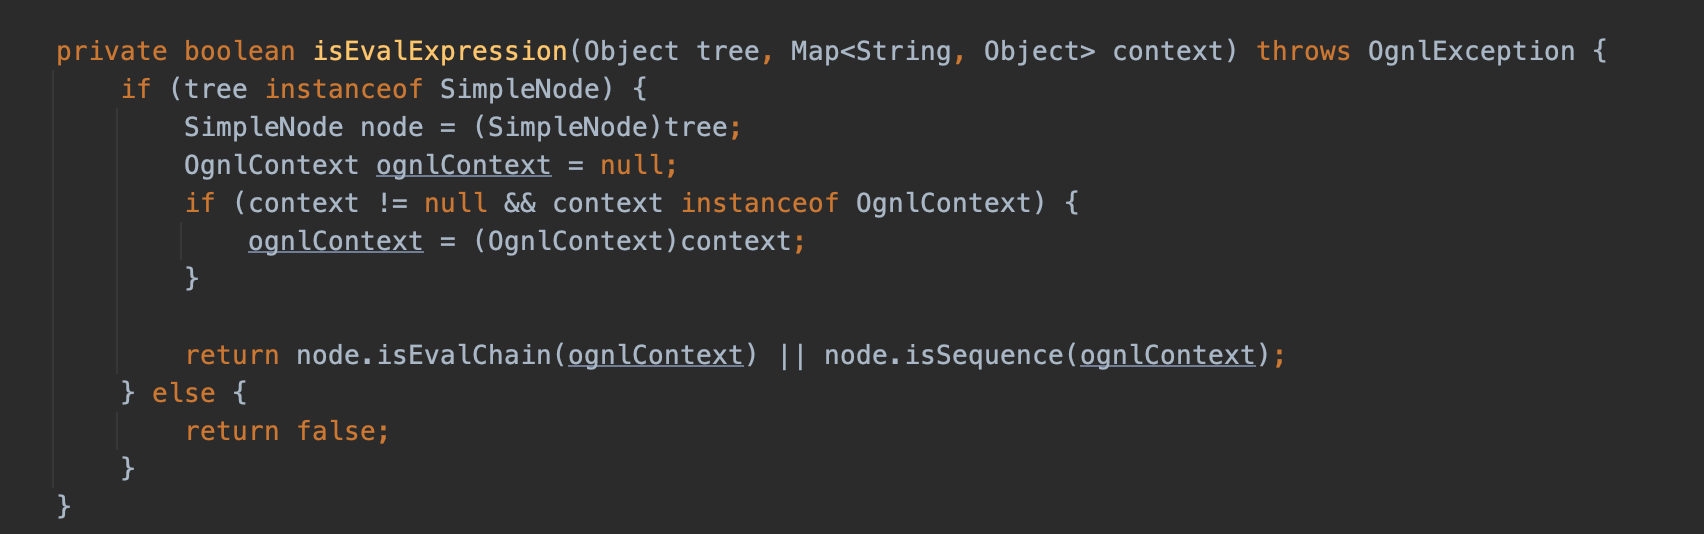 private boolean isEvalExpression(Object tree, Map<String, Object> context) throws OgnlException {
if (tree instanceof SimpleNode) {
SimpleNode node = (SimpleNode)tree;
OgnlContext ognlContext = null;
if (context != null && context instanceof OgnlContext) {
ognlContext = (OgnlContext)context;
}
return node.isEvalChain(ognlContext) || node.isSequence(ognlContext);
} else {
return false;
}
}